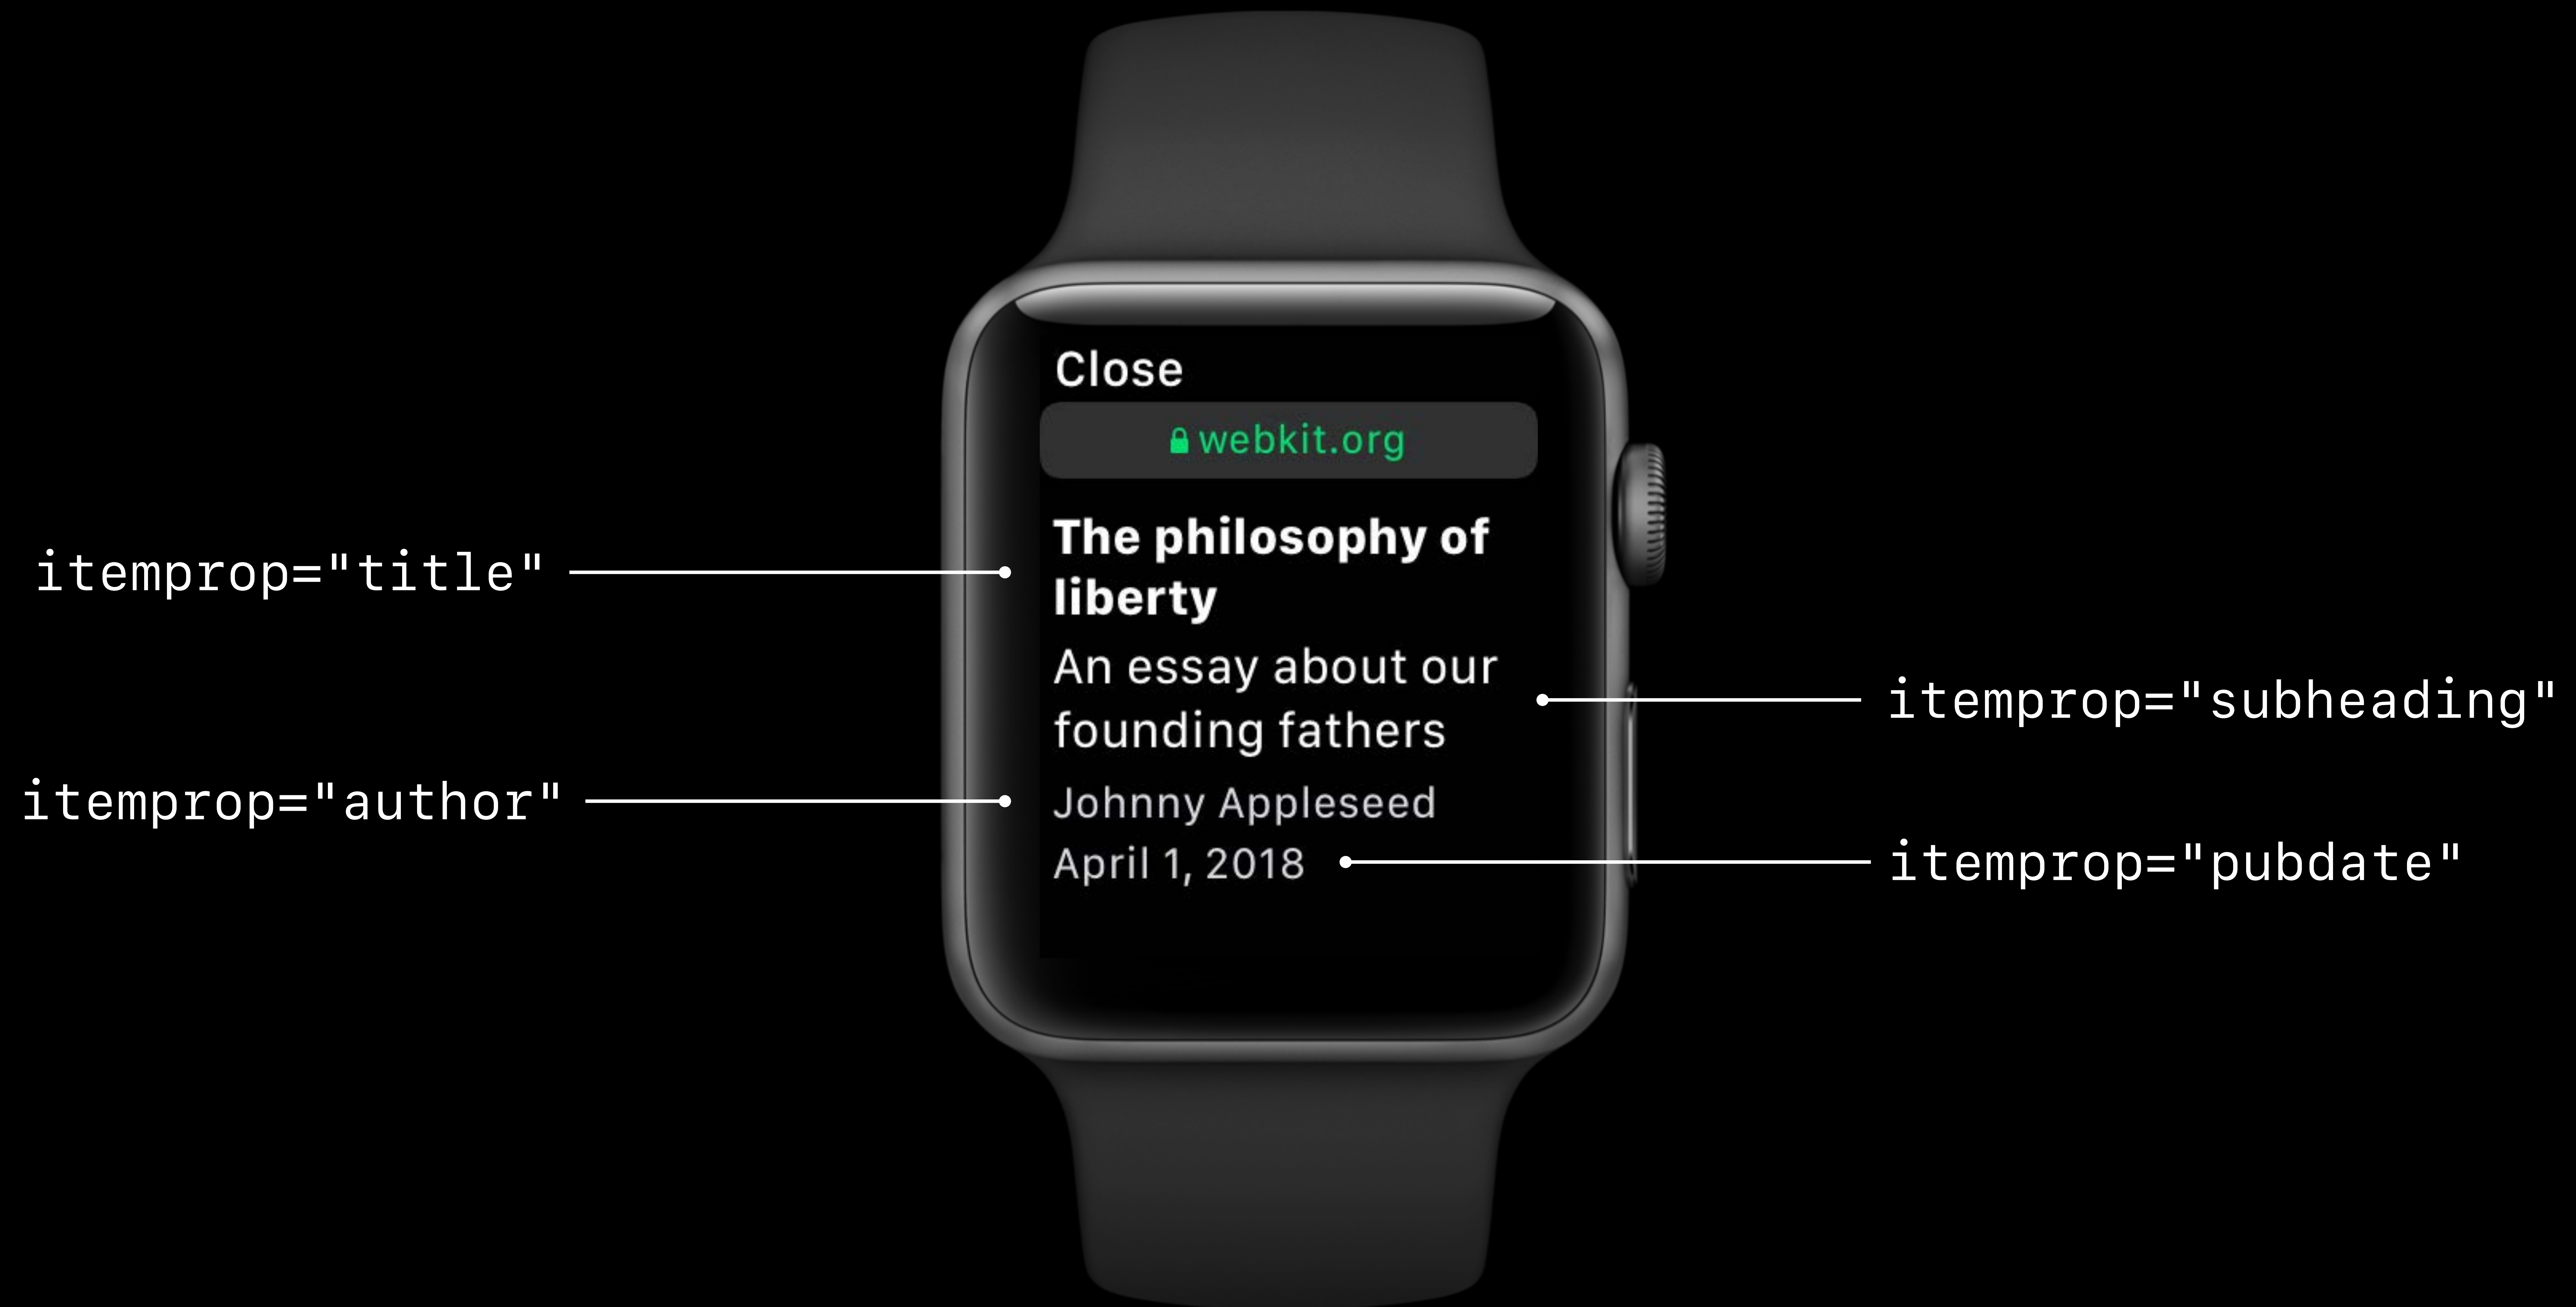 Close
webkit.org
itemprop="title"
The philosophy of
liberty
An essay about our
founding fathers
itemprop="subheading"
itemprop="author"
Johnny Appleseed
April 1, 2018
itemprop="pubdate"